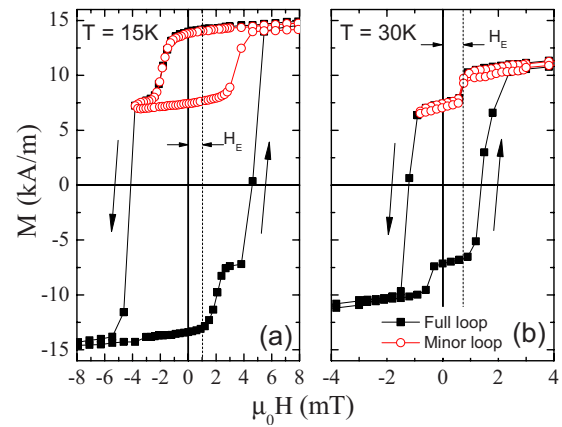 T = 15K
T = 30K
H_E
H_E
M (kA/m)
15
10
5
0
-5
-10
-15
(a)
(b)
Full loop
Minor loop
-8 -6 -4 -2 0 2 4 6 8
-4 -2 0 2 4
μ₀H (mT)